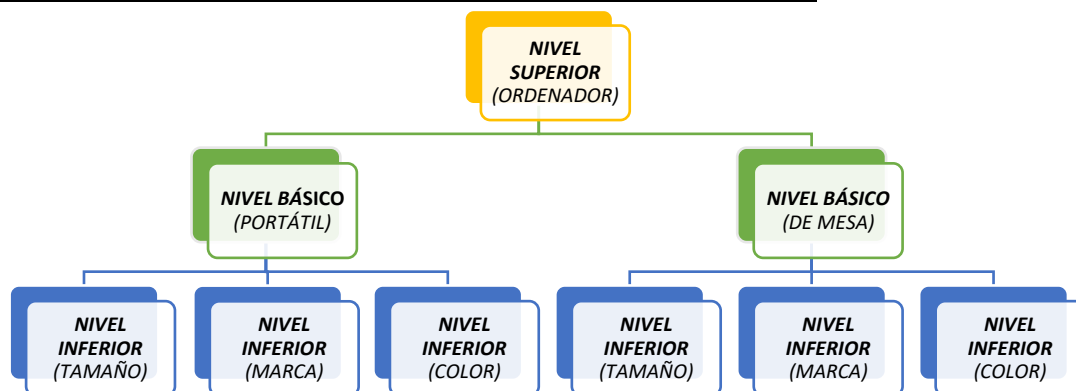 NIVEL
SUPERIOR
(ORDENADOR)
NIVEL BÁSICO
(PORTÁTIL)
NIVEL BÁSICO
(DE MESA)
NIVEL
INFERIOR
(TAMAÑO)
NIVEL
INFERIOR
(MARCA)
NIVEL
INFERIOR
(COLOR)
NIVEL
INFERIOR
(TAMAÑO)
NIVEL
INFERIOR
(MARCA)
NIVEL
INFERIOR
(COLOR)